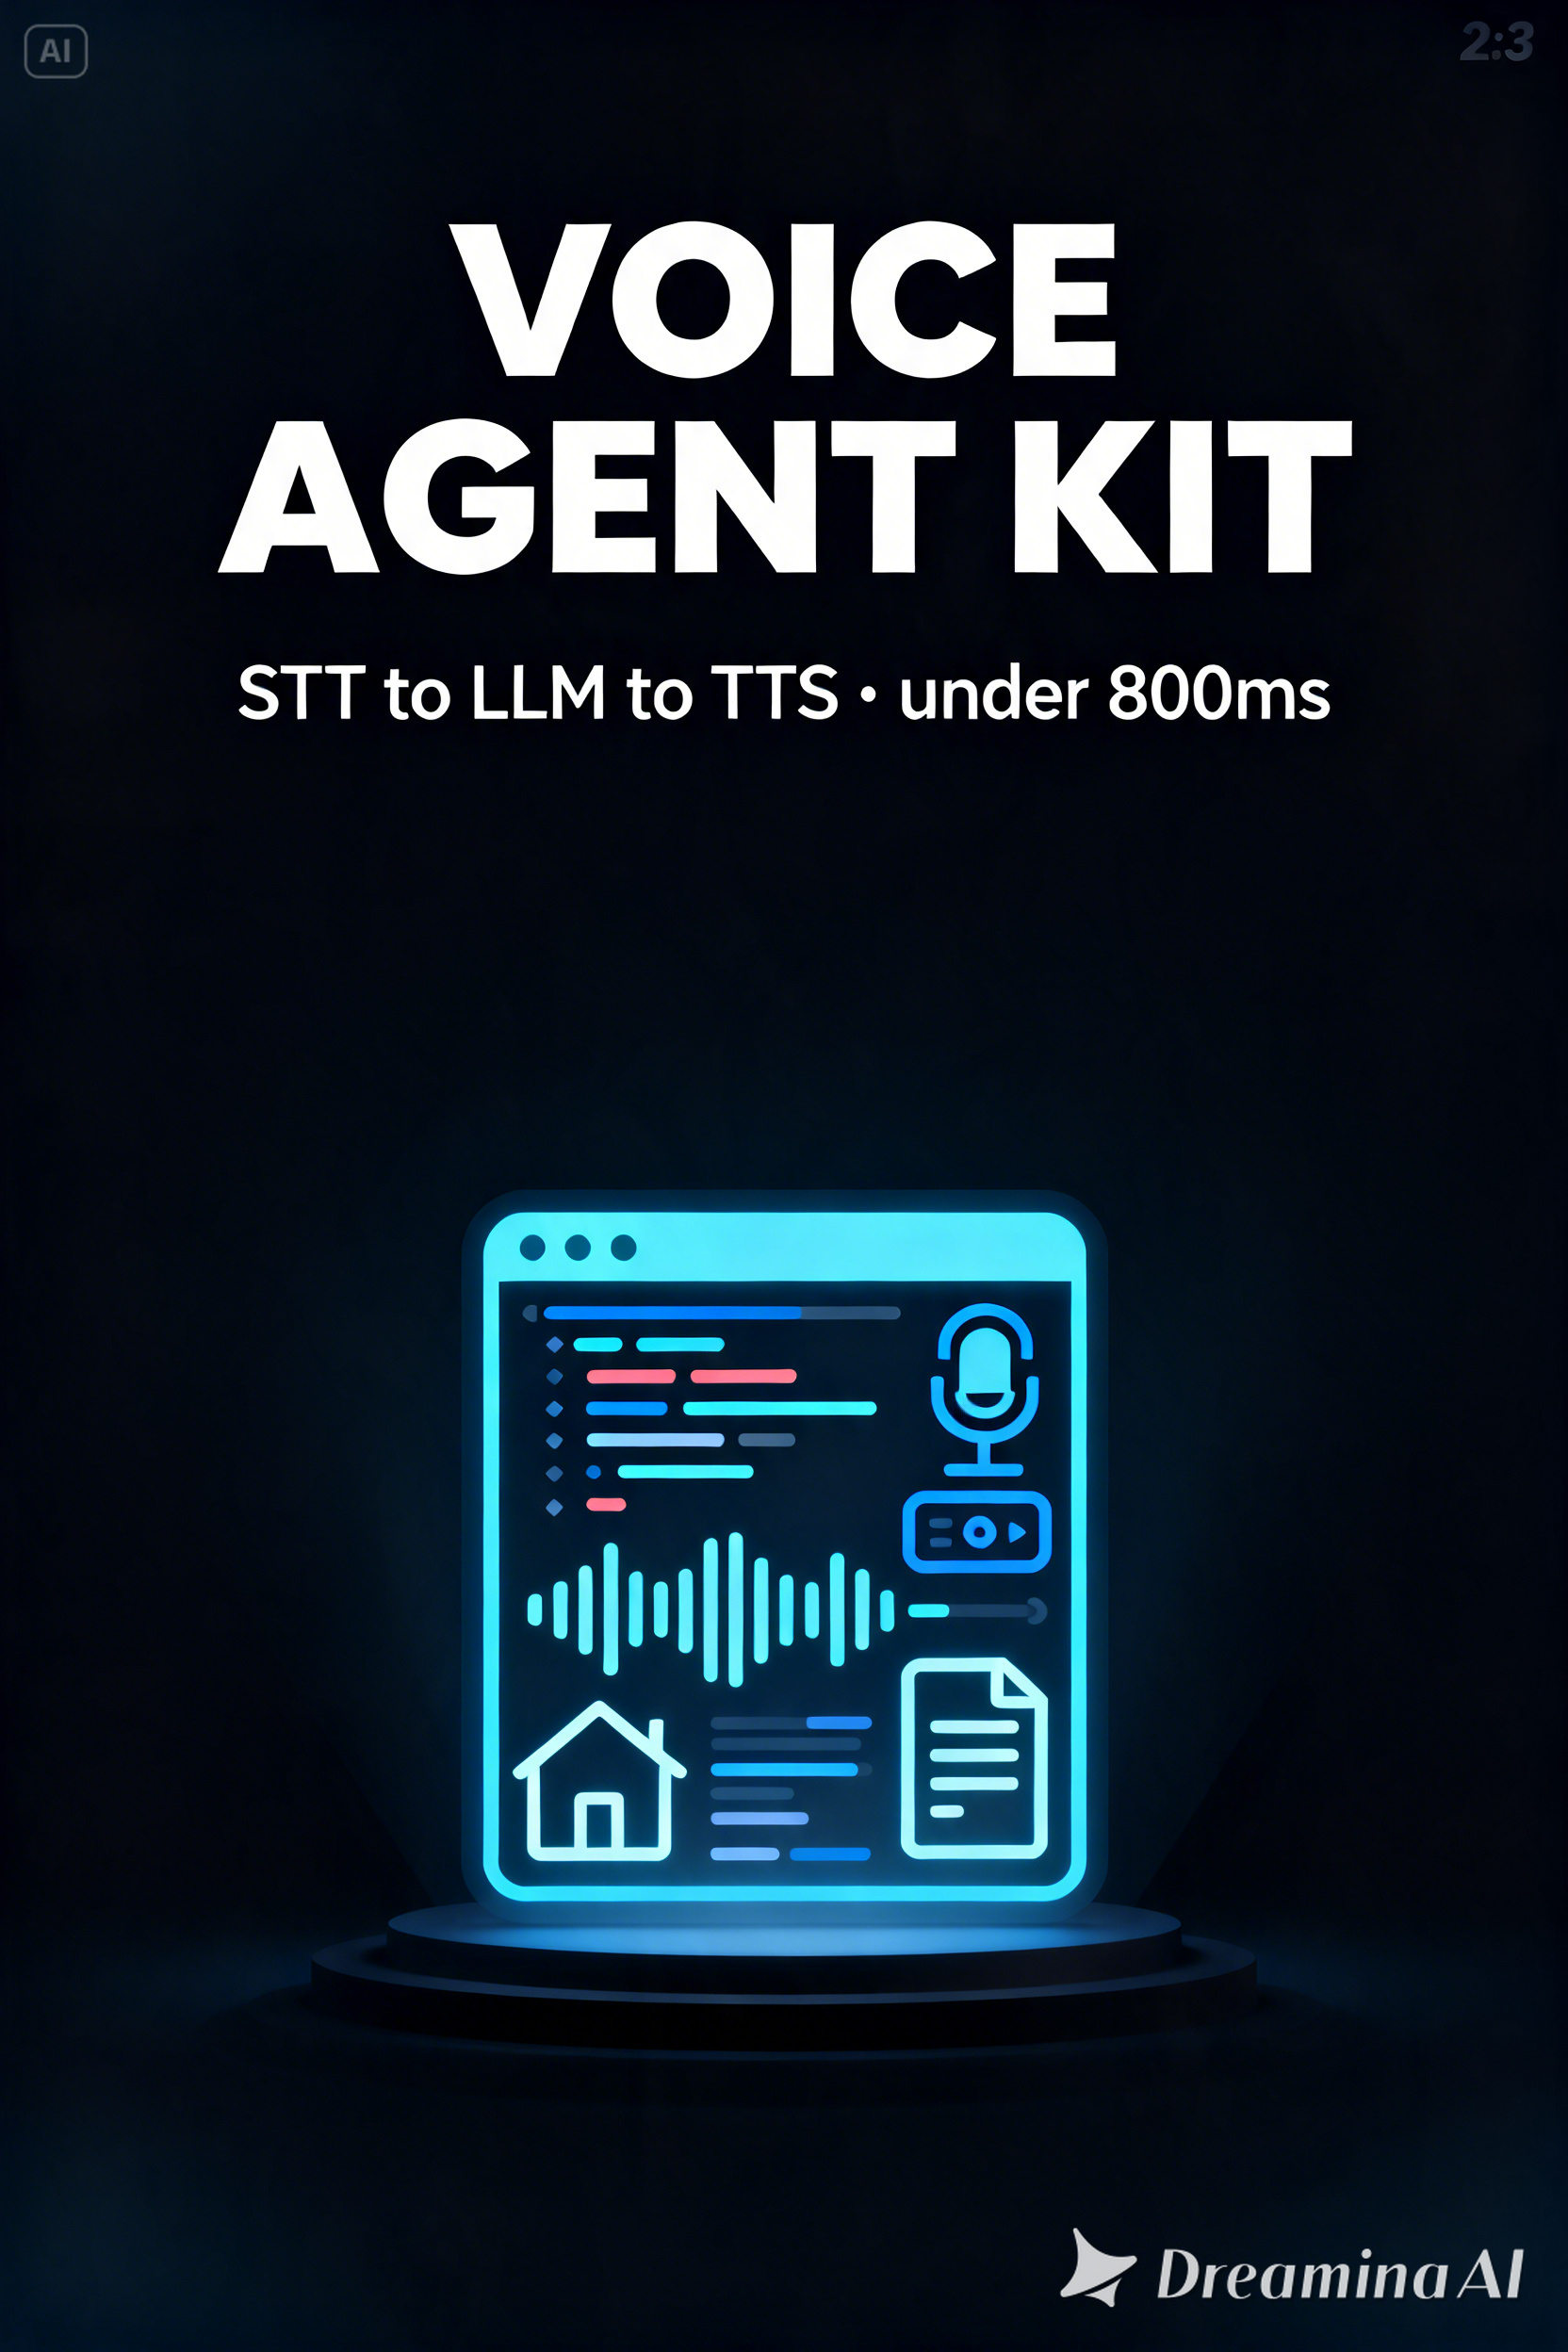 AI
2:3
VOICE
AGENT KIT
STT to LLM to TTS · under 800ms
Dreamina AI